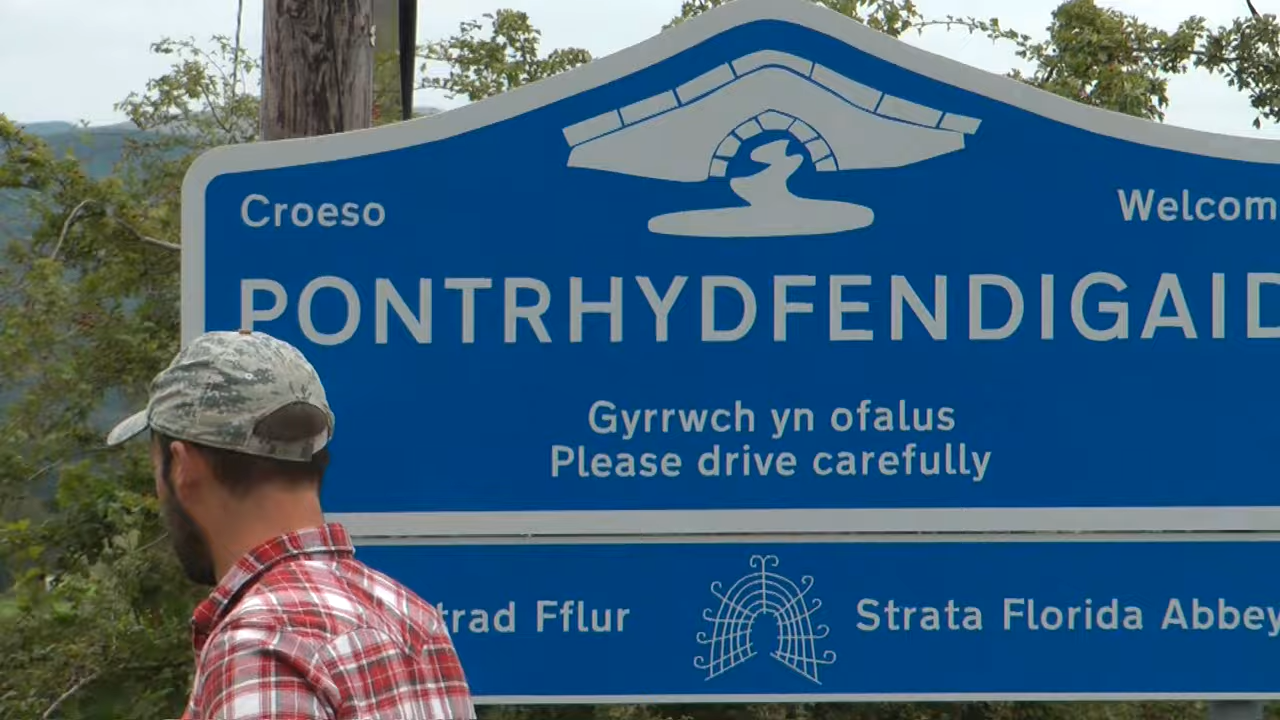 Croeso Welcom
PONTRHYDFENDIGAID
Gyrrwch yn ofalus
Please drive carefully
trad Fflur Strata Florida Abbey